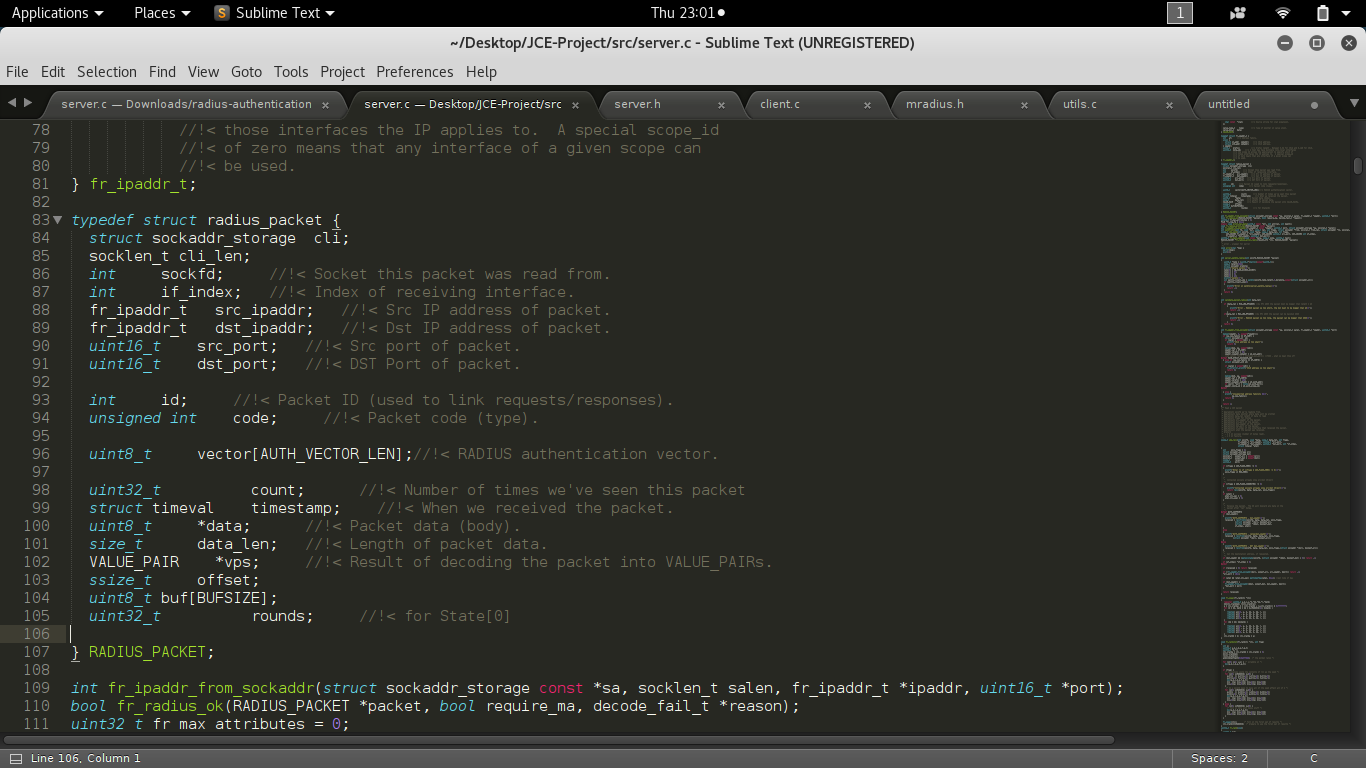 Applications Places Sublime Text Thu 23:01 1
~/Desktop/JCE-Project/src/server.c - Sublime Text (UNREGISTERED)
File Edit Selection Find View Goto Tools Project Preferences Help
server.c — Downloads/radius-authentication × server.c — Desktop/JCE-Project/src × server.h × client.c × mradius.h × utils.c × untitled
78 //!< those interfaces the IP applies to.  A special scope_id
79 //!< of zero means that any interface of a given scope can
80 //!< be used.
81 } fr_ipaddr_t;
82
83 typedef struct radius_packet {
84 struct sockaddr_storage  cli;
85 socklen_t cli_len;
86 int     sockfd;     //!< Socket this packet was read from.
87 int     if_index;   //!< Index of receiving interface.
88 fr_ipaddr_t   src_ipaddr;   //!< Src IP address of packet.
89 fr_ipaddr_t   dst_ipaddr;   //!< Dst IP address of packet.
90 uint16_t    src_port;   //!< Src port of packet.
91 uint16_t    dst_port;   //!< DST Port of packet.
92
93 int     id;     //!< Packet ID (used to link requests/responses).
94 unsigned int    code;     //!< Packet code (type).
95
96 uint8_t     vector[AUTH_VECTOR_LEN];//!< RADIUS authentication vector.
97
98 uint32_t          count;      //!< Number of times we've seen this packet
99 struct timeval    timestamp;    //!< When we received the packet.
100 uint8_t     *data;      //!< Packet data (body).
101 size_t      data_len;   //!< Length of packet data.
102 VALUE_PAIR    *vps;     //!< Result of decoding the packet into VALUE_PAIRs.
103 ssize_t     offset;
104 uint8_t buf[BUFSIZE];
105 uint32_t          rounds;     //!< for State[0]
106
107 } RADIUS_PACKET;
108
109 int fr_ipaddr_from_sockaddr(struct sockaddr_storage const *sa, socklen_t salen, fr_ipaddr_t *ipaddr, uint16_t *port);
110 bool fr_radius_ok(RADIUS_PACKET *packet, bool require_ma, decode_fail_t *reason);
111 uint32_t fr_max_attributes = 0;
Line 106, Column 1 Spaces: 2 C